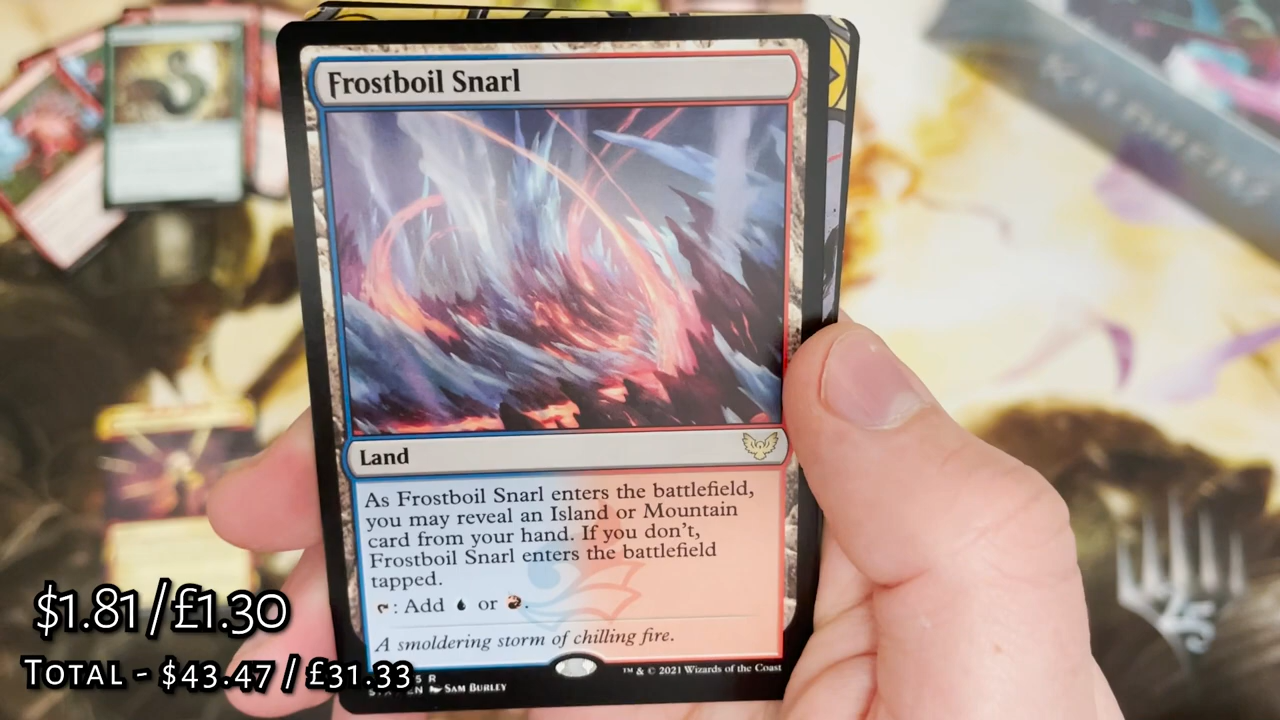 Frostboil Snarl
Land
As Frostboil Snarl enters the battlefield,
you may reveal an Island or Mountain
card from your hand. If you don't,
Frostboil Snarl enters the battlefield
tapped.
: Add or .
A smoldering storm of chilling fire.
R
™ & © 2021 Wizards of the Coast
Sam Burley
$1.81 / £1.30
Total - $43.47 / £31.33
25